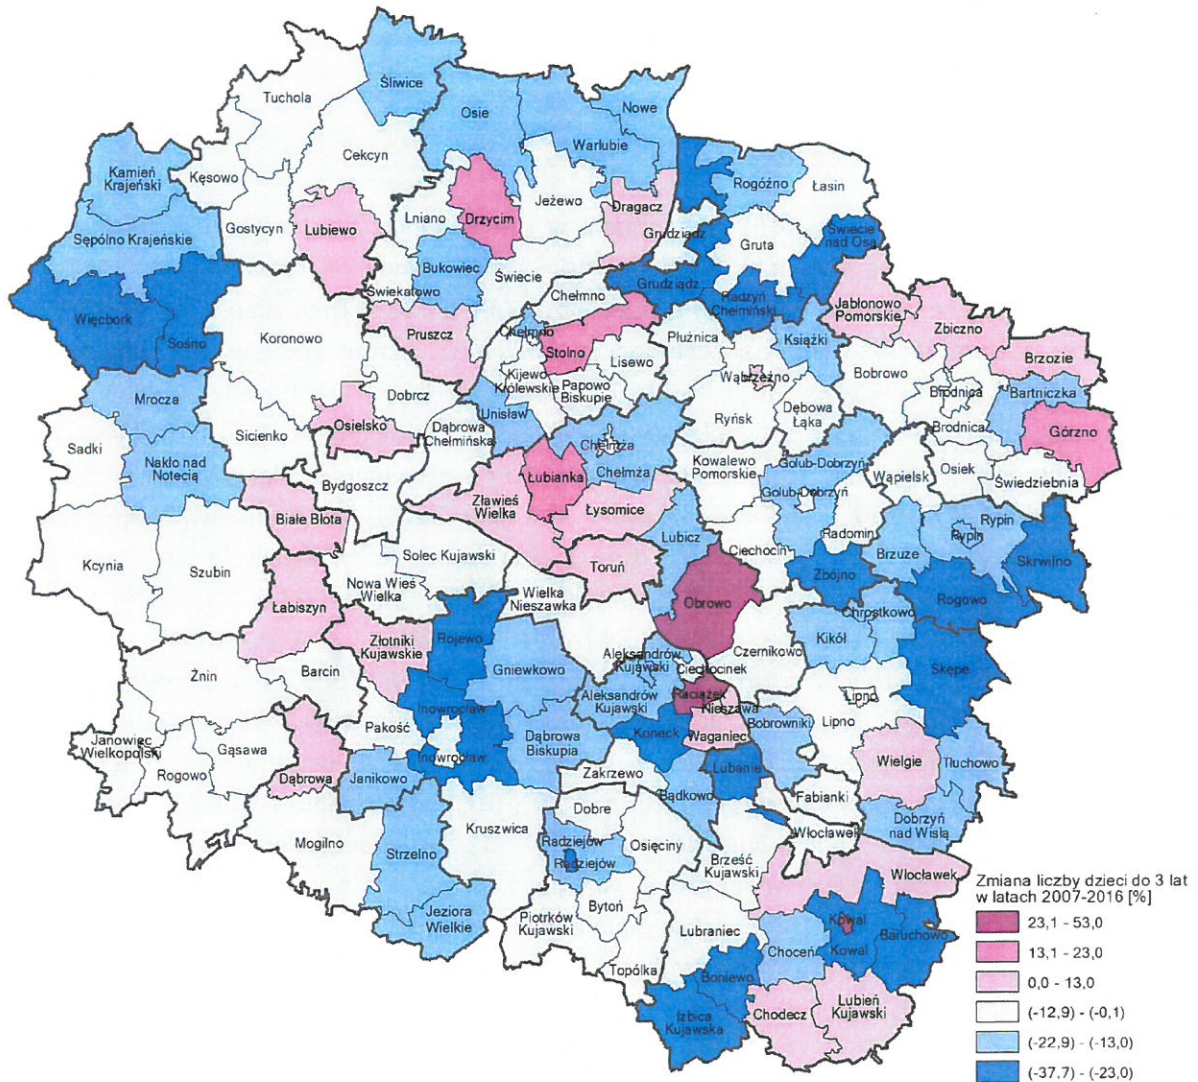 Śliwice
Tuchola
Osie
Nowe
Cekcyn
Warlubie
Kamień
Krajeński
Kęsowo
Rogóźno
Łasin
Jeżewo
Dragacz
Lniano
Drzycim
Gostycyn
Lubiewo
Grudziądz
Gruta
Świecie
nad Osą
Sępólno Krajeńskie
Bukowiec
Świecie
Świekatowo
Grudziądz
Radzyń
Chełmiński
Chełmno
Jabłonowo
Pomorskie
Więcbork
Sośno
Koronowo
Pruszcz
Chełmno
Stolno
Płużnica
Książki
Zbiczno
Brzozie
Lisewo
Kijewo
Królewskie
Papowo
Biskupie
Wąbrzeźno
Bobrowo
Brodnica
Bartniczka
Mrocza
Dobrcz
Unisław
Ryńsk
Dębowa
Łąka
Brodnica
Górzno
Osielsko
Dąbrowa
Chełmińska
Sicienko
Sadki
Chełmża
Chełmża
Kowalewo
Pomorskie
Golub-Dobrzyń
Osiek
Nakło nad
Notecią
Bydgoszcz
Łubianka
Golub-Dobrzyń
Wąpielsk
Świedziebnia
Zławieś
Wielka
Łysomice
Białe Błota
Radomin
Rypin
Rypin
Lubicz
Ciechocin
Brzuze
Skrwilno
Solec Kujawski
Kcynia
Szubin
Toruń
Zbójno
Nowa Wieś
Wielka
Wielka
Nieszawka
Obrowo
Rogowo
Łabiszyn
Chrostkowo
Kikół
Złotniki
Kujawskie
Rojewo
Czernikowo
Aleksandrów
Kujawski
Ciechocinek
Gniewkowo
Skępe
Żnin
Barcin
Aleksandrów
Kujawski
Raciążek
Nieszawa
Lipno
Lipno
Inowrocław
Pakość
Bobrowniki
Janowiec
Wielkopolski
Gąsawa
Dąbrowa
Biskupia
Koneck
Waganiec
Inowrocław
Rogowo
Dąbrowa
Janikowo
Zakrzewo
Lubanie
Wielgie
Tłuchowo
Bądkowo
Fabianki
Dobre
Dobrzyń
nad Wisłą
Mogilno
Kruszwica
Włocławek
Radziejów
Osięciny
Strzelno
Radziejów
Brześć
Kujawski
Włocławek
Jeziora
Wielkie
Bytoń
Piotrków
Kujawski
Lubraniec
Kowal
Kowal
Baruchowo
Choceń
Topólka
Boniewo
Izbica
Kujawska
Chodecz
Lubień
Kujawski
Zmiana liczby dzieci do 3 lat
w latach 2007-2016 [%]
23,1 - 53,0
13,1 - 23,0
0,0 - 13,0
(-12,9) - (-0,1)
(-22,9) - (-13,0)
(-37,7) - (-23,0)